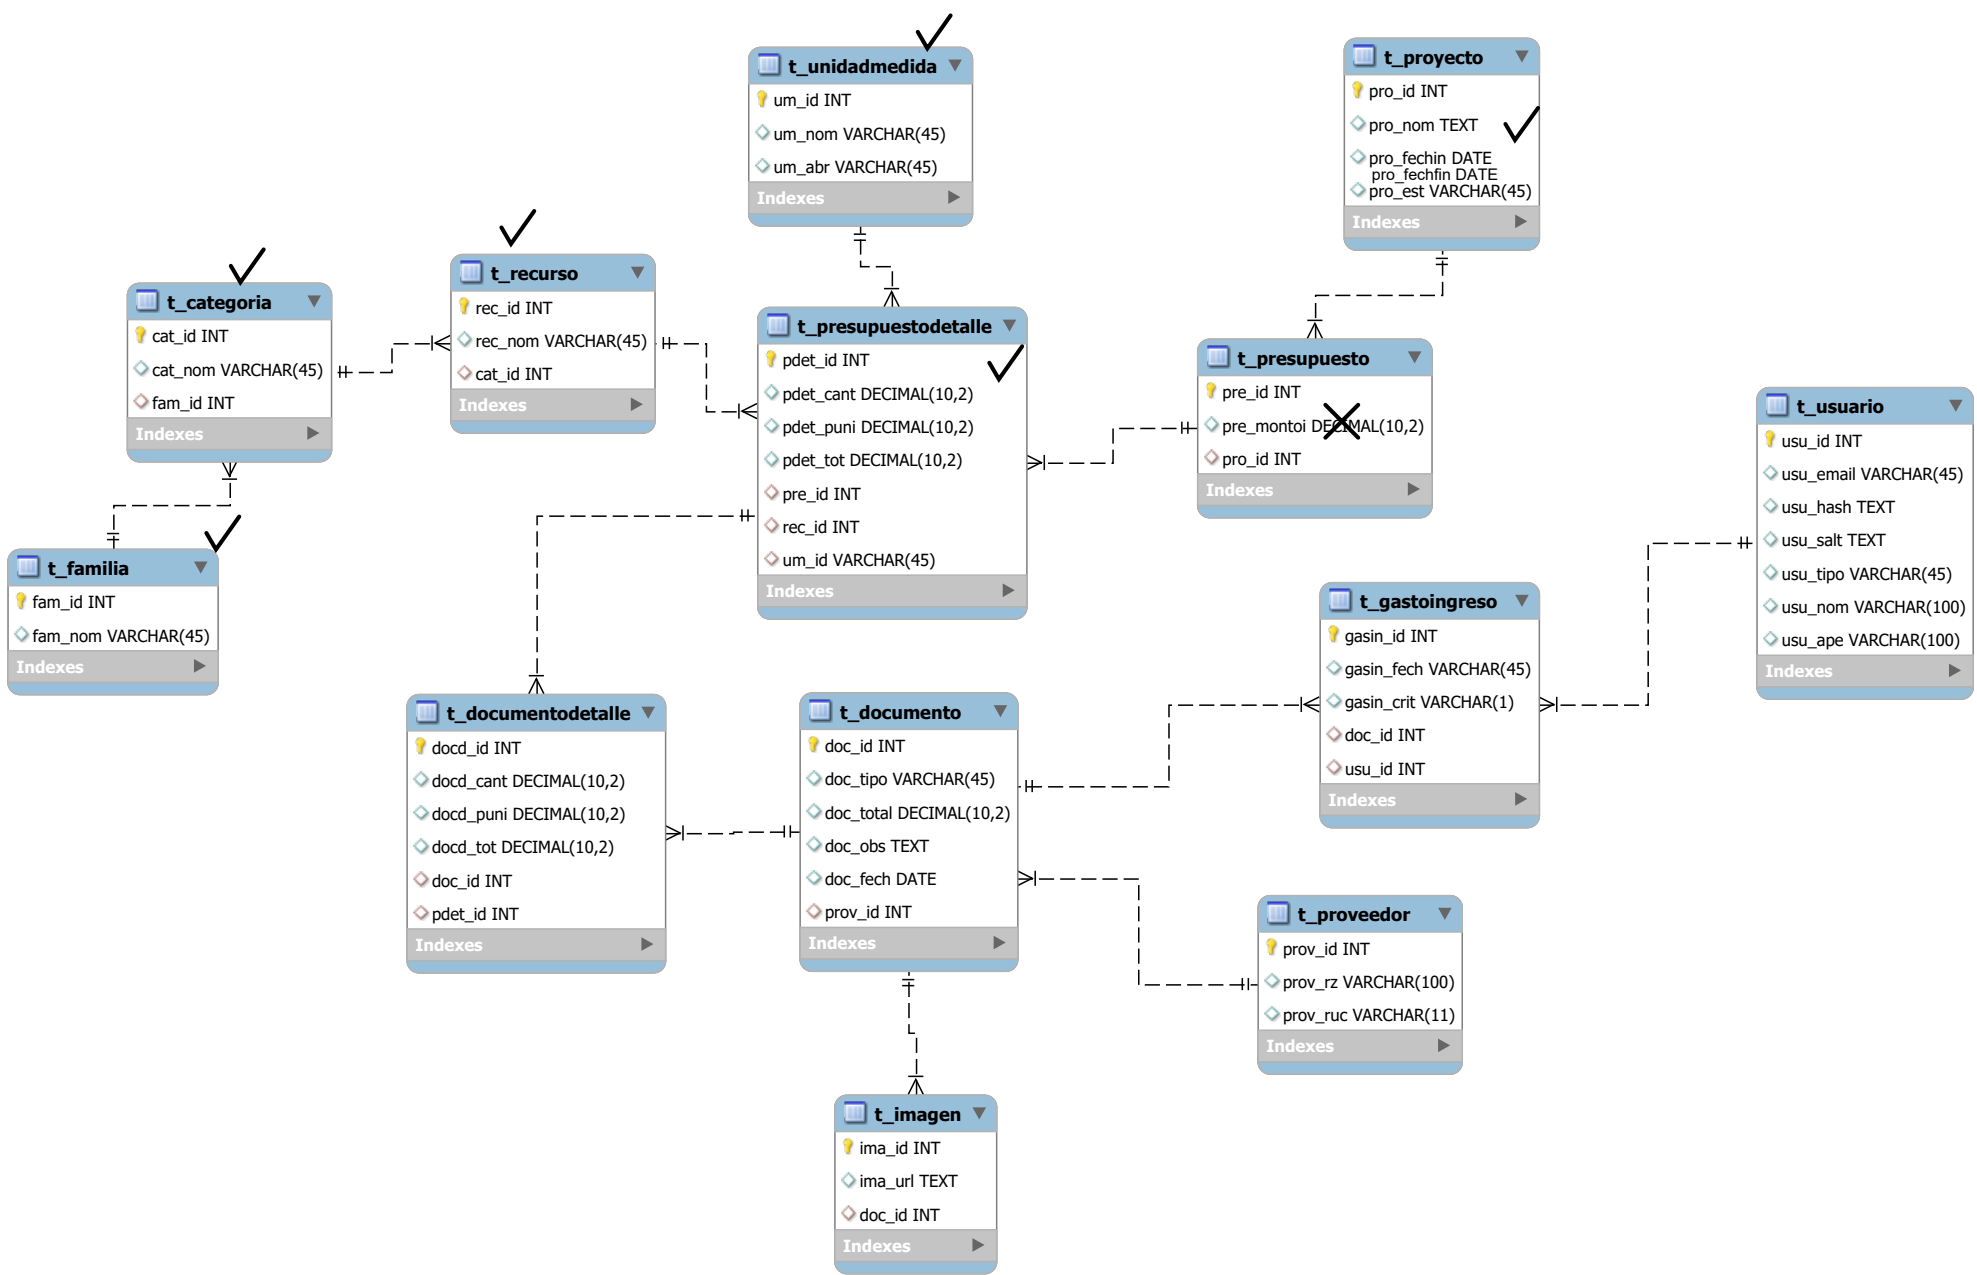 t_unidadmedida
um_id INT
um_nom VARCHAR(45)
um_abr VARCHAR(45)
Indexes
t_proyecto
pro_id INT
pro_nom TEXT
pro_fechin DATE
pro_fechfin DATE
pro_est VARCHAR(45)
Indexes
t_categoria
cat_id INT
cat_nom VARCHAR(45)
fam_id INT
Indexes
t_recurso
rec_id INT
rec_nom VARCHAR(45)
cat_id INT
Indexes
t_presupuestodetalle
pdet_id INT
pdet_cant DECIMAL(10,2)
pdet_puni DECIMAL(10,2)
pdet_tot DECIMAL(10,2)
pre_id INT
rec_id INT
um_id VARCHAR(45)
Indexes
t_presupuesto
pre_id INT
pre_montoi DECIMAL(10,2)
pro_id INT
Indexes
t_usuario
usu_id INT
usu_email VARCHAR(45)
usu_hash TEXT
usu_salt TEXT
usu_tipo VARCHAR(45)
usu_nom VARCHAR(100)
usu_ape VARCHAR(100)
Indexes
t_familia
fam_id INT
fam_nom VARCHAR(45)
Indexes
t_gastoingreso
gasin_id INT
gasin_fech VARCHAR(45)
gasin_crit VARCHAR(1)
doc_id INT
usu_id INT
Indexes
t_documentodetalle
docd_id INT
docd_cant DECIMAL(10,2)
docd_puni DECIMAL(10,2)
docd_tot DECIMAL(10,2)
doc_id INT
pdet_id INT
Indexes
t_documento
doc_id INT
doc_tipo VARCHAR(45)
doc_total DECIMAL(10,2)
doc_obs TEXT
doc_fech DATE
prov_id INT
Indexes
t_proveedor
prov_id INT
prov_rz VARCHAR(100)
prov_ruc VARCHAR(11)
Indexes
t_imagen
ima_id INT
ima_url TEXT
doc_id INT
Indexes